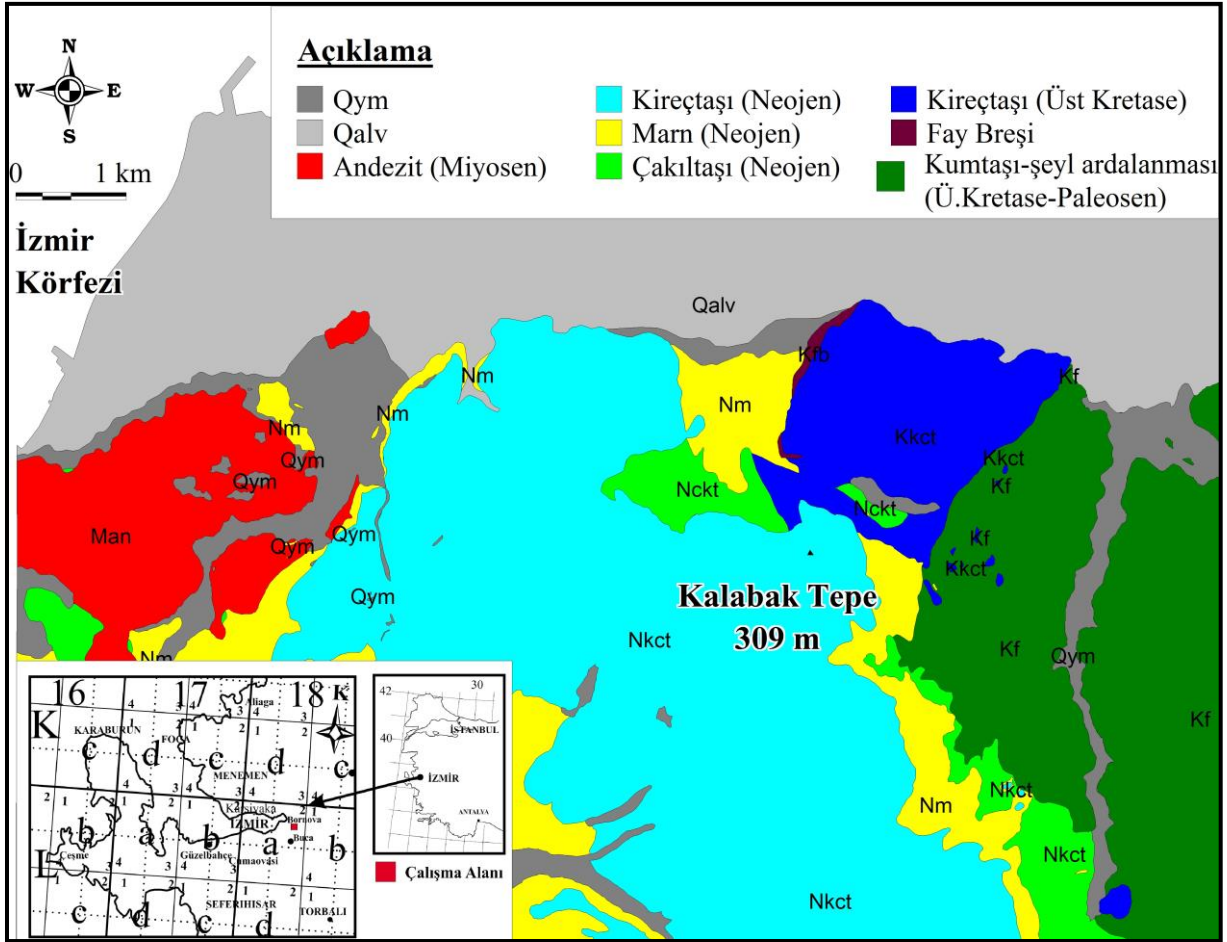 N
W E
S
0 1 km
İzmir
Körfezi
Açıklama
Qym
Qalv
Andezit (Miyosen)
Kireçtaşı (Neojen)
Marn (Neojen)
Çakıltaşı (Neojen)
Kireçtaşı (Üst Kretase)
Fay Breşi
Kumtaşı-şeyl ardalanması
(Ü.Kretase-Paleosen)
Qalv
Kfb
Nm
Kf
Nm
Nm
Nm
Kkct
Qym
Kkct
Qym
Nckt
Kf
Nckt
Man
Qym
Qym
Kf
Kkct
Qym
Kalabak Tepe
309 m
Nkct
Kf
Qym
Nm
Kf
Nkct
Nm
Nkct
Nkct
16 17 18 K
Aliaga
K
KARABURUN
FOÇA
c d c d c
MENEMEN
Karşıyaka
İZMİR
Bornova
Buca
b a b a b
Çeşme
Güzelbahçe
Cumaovası
L
SEFERIHISAR
TORBALI
d c d
30
42
İSTANBUL
40
İZMİR
ANTALYA
Çalışma Alanı